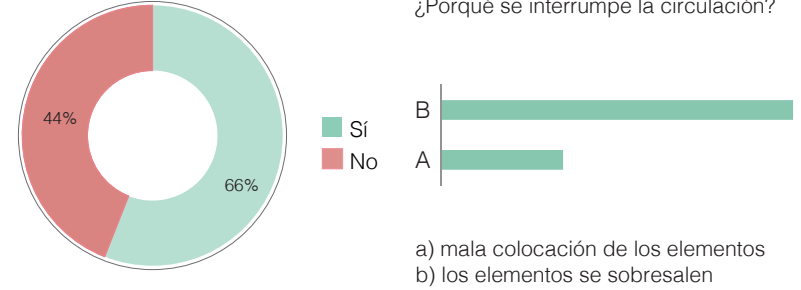 44%
66%
Sí
No
¿Porqué se interrumpe la circulación?
B
A
a) mala colocación de los elementos
b) los elementos se sobresalen